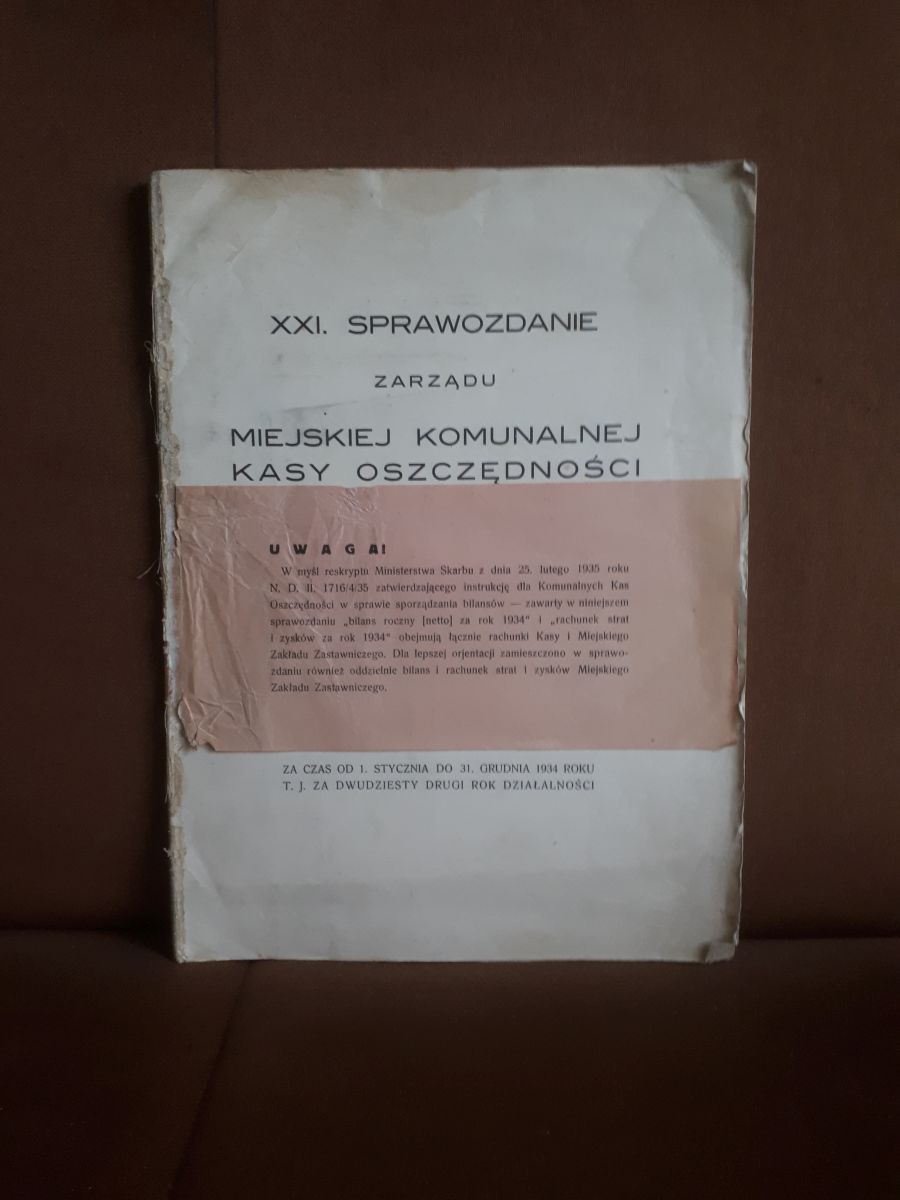 XXI. SPRAWOZDANIE
ZARZĄDU
MIEJSKIEJ KOMUNALNEJ
KASY OSZCZĘDNOŚCI
UWAGA!
W myśl reskryptu Ministerstwa Skarbu z dnia 25. lutego 1935 roku
N. D. II. 1716/4/35 zatwierdzającego instrukcję dla Komunalnych Kas
Oszczędności w sprawie sporządzania bilansów — zawarty w niniejszem
sprawozdaniu „bilans roczny [netto] za rok 1934“ i „rachunek strat
i zysków za rok 1934“ obejmują łącznie rachunki Kasy i Miejskiego
Zakładu Zastawniczego. Dla lepszej orjentacji zamieszczono w sprawo-
zdaniu również oddzielnie bilans i rachunek strat i zysków Miejskiego
Zakładu Zastawniczego.
ZA CZAS OD 1. STYCZNIA DO 31. GRUDNIA 1934 ROKU
T. J. ZA DWUDZIESTY DRUGI ROK DZIAŁALNOŚCI